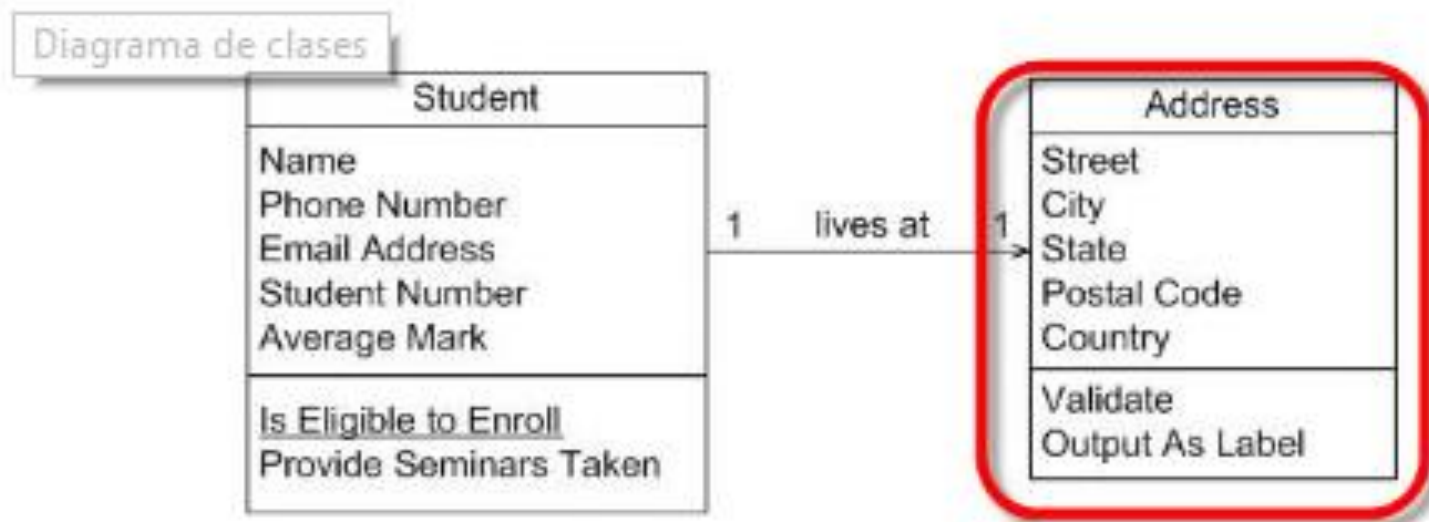 Diagrama de clases
Student
Name
Phone Number
Email Address
Student Number
Average Mark
Is Eligible to Enroll
Provide Seminars Taken
1 lives at 1
Address
Street
City
State
Postal Code
Country
Validate
Output As Label